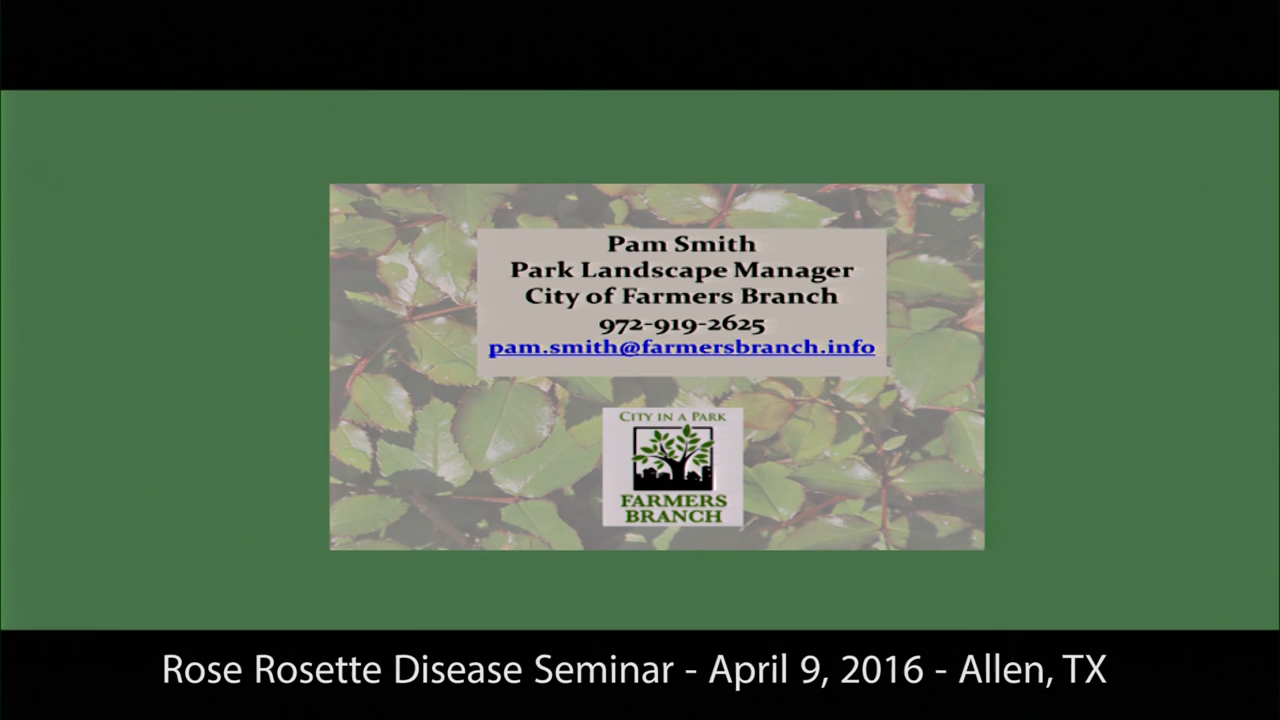 Pam Smith
Park Landscape Manager
City of Farmers Branch
972-919-2625
pam.smith@farmersbranch.info
CITY IN A PARK
FARMERS
BRANCH
Rose Rosette Disease Seminar - April 9, 2016 - Allen, TX